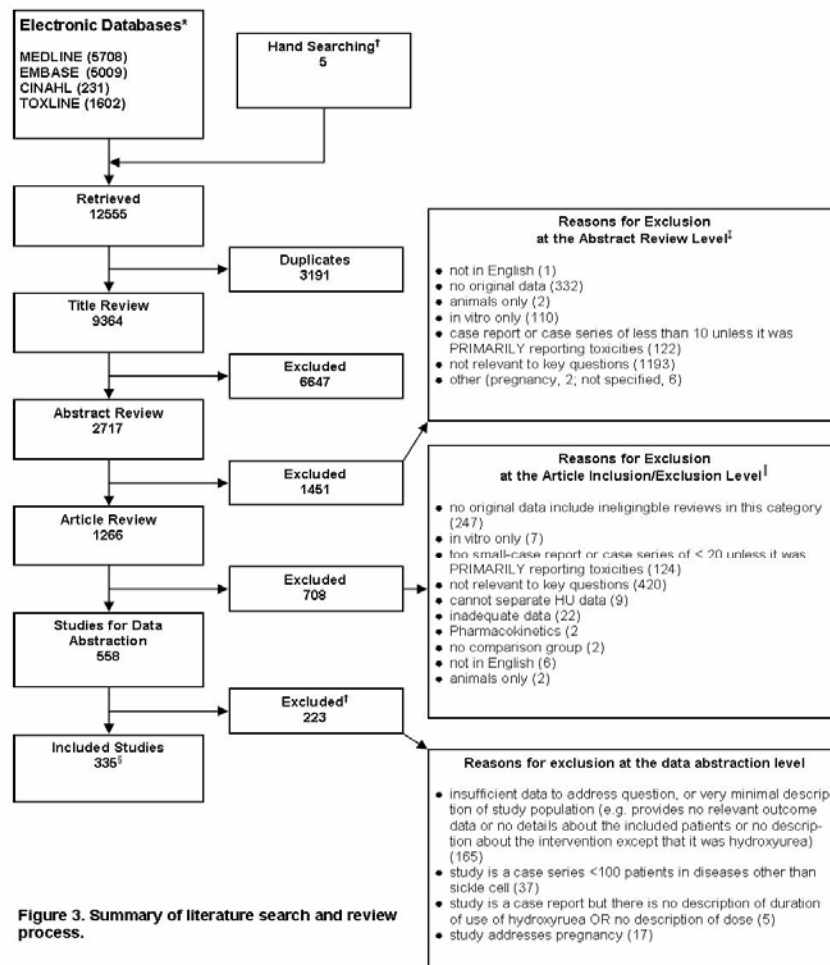 Electronic Databases*
MEDLINE (5708)
EMBASE (5009)
CINAHL (231)
TOXLINE (1602)
Hand Searching†
5
Retrieved
12555
Duplicates
3191
Title Review
9364
Excluded
6647
Abstract Review
2717
Excluded
1451
Article Review
1266
Excluded
708
Studies for Data
Abstraction
558
Excluded†
223
Included Studies
335§
Reasons for Exclusion
at the Abstract Review Level‡
• not in English (1)
• no original data (332)
• animals only (2)
• in vitro only (110)
• case report or case series of less than 10 unless it was
PRIMARILY reporting toxicities (122)
• not relevant to key questions (1193)
• other (pregnancy, 2; not specified, 6)
Reasons for Exclusion
at the Article Inclusion/Exclusion Level‖
• no original data include ineligingble reviews in this category
(247)
• in vitro only (7)
• too small-case report or case series of < 20 unless it was
PRIMARILY reporting toxicities (124)
• not relevant to key questions (420)
• cannot separate HU data (9)
• inadequate data (22)
• Pharmacokinetics (2
• no comparison group (2)
• not in English (6)
• animals only (2)
Reasons for exclusion at the data abstraction level
• insufficient data to address question, or very minimal descrip
tion of study population (e.g. provides no relevant outcome
data or no details about the included patients or no descrip-
tion about the intervention except that it was hydroxyurea)
(165)
• study is a case series <100 patients in diseases other than
sickle cell (37)
• study is a case report but there is no description of duration
of use of hydroxyruea OR no description of dose (5)
• study addresses pregnancy (17)
Figure 3. Summary of literature search and review
process.